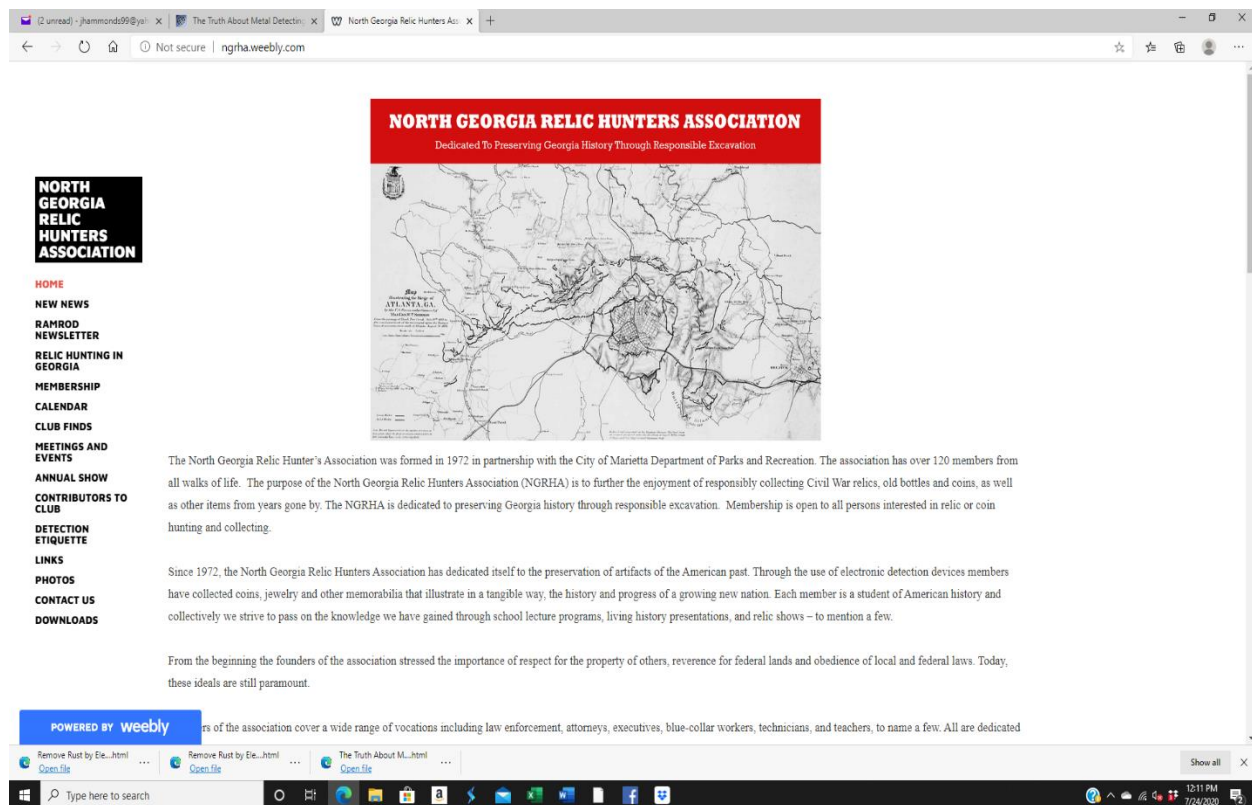 (2 unread) - jhammonds99@yah
The Truth About Metal Detecting
North Georgia Relic Hunters Ass
Not secure | ngrha.weebly.com
NORTH GEORGIA RELIC HUNTERS ASSOCIATION
Dedicated To Preserving Georgia History Through Responsible Excavation
Map
ATLANTA, GA.
NORTH
GEORGIA
RELIC
HUNTERS
ASSOCIATION
HOME
NEW NEWS
RAMROD
NEWSLETTER
RELIC HUNTING IN
GEORGIA
MEMBERSHIP
CALENDAR
CLUB FINDS
MEETINGS AND
EVENTS
ANNUAL SHOW
CONTRIBUTORS TO
CLUB
DETECTION
ETIQUETTE
LINKS
PHOTOS
CONTACT US
DOWNLOADS
The North Georgia Relic Hunter's Association was formed in 1972 in partnership with the City of Marietta Department of Parks and Recreation. The association has over 120 members from
all walks of life. The purpose of the North Georgia Relic Hunters Association (NGRHA) is to further the enjoyment of responsibly collecting Civil War relics, old bottles and coins, as well
as other items from years gone by. The NGRHA is dedicated to preserving Georgia history through responsible excavation. Membership is open to all persons interested in relic or coin
hunting and collecting.
Since 1972, the North Georgia Relic Hunters Association has dedicated itself to the preservation of artifacts of the American past. Through the use of electronic detection devices members
have collected coins, jewelry and other memorabilia that illustrate in a tangible way, the history and progress of a growing new nation. Each member is a student of American history and
collectively we strive to pass on the knowledge we have gained through school lecture programs, living history presentations, and relic shows – to mention a few.
From the beginning the founders of the association stressed the importance of respect for the property of others, reverence for federal lands and obedience of local and federal laws. Today,
these ideals are still paramount.
rs of the association cover a wide range of vocations including law enforcement, attorneys, executives, blue-collar workers, technicians, and teachers, to name a few. All are dedicated
POWERED BY weebly
Remove Rust by Ele....html
Open file
Remove Rust by Ele....html
Open file
The Truth About M....html
Open file
Show all
Type here to search
12:11 PM
7/24/2020